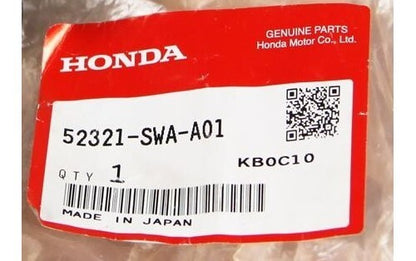 GENUINE PARTS
Honda Motor Co., Ltd.
HONDA
52321-SWA-A01
KB0C10
QTY 1
MADE IN JAPAN